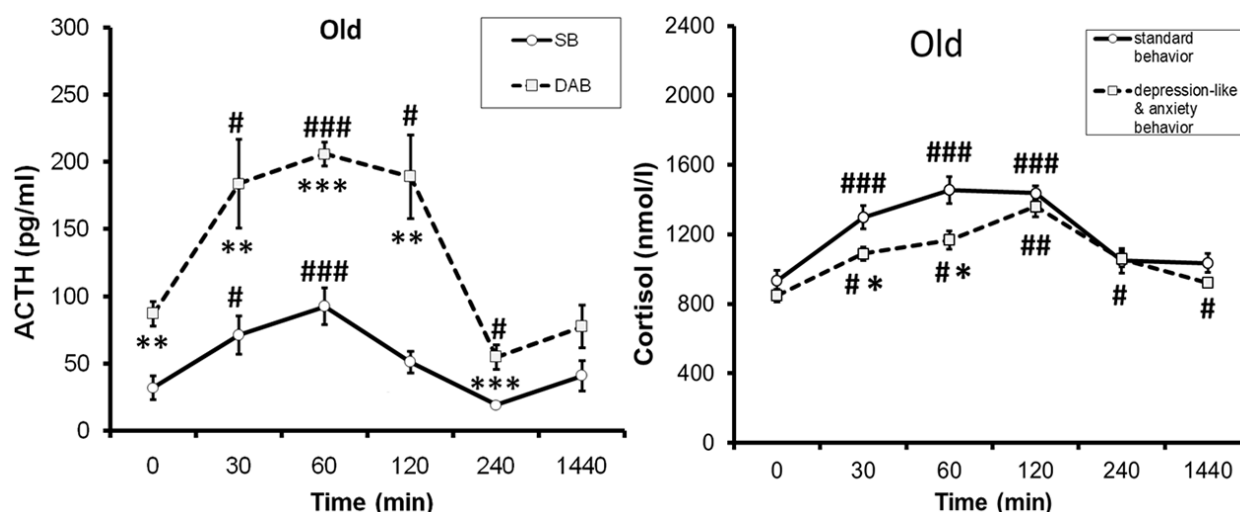 Old
SB
DAB
ACTH (pg/ml)
300
250
200
150
100
50
0
# ### #
*** 
** **
###
#
** # ***
0 30 60 120 240 1440
Time (min)
Old
standard
behavior
depression-like
& anxiety
behavior
Cortisol (nmol/l)
2400
2000
1600
1200
800
400
0
### ### ###
# * # * ## # #
0 30 60 120 240 1440
Time (min)